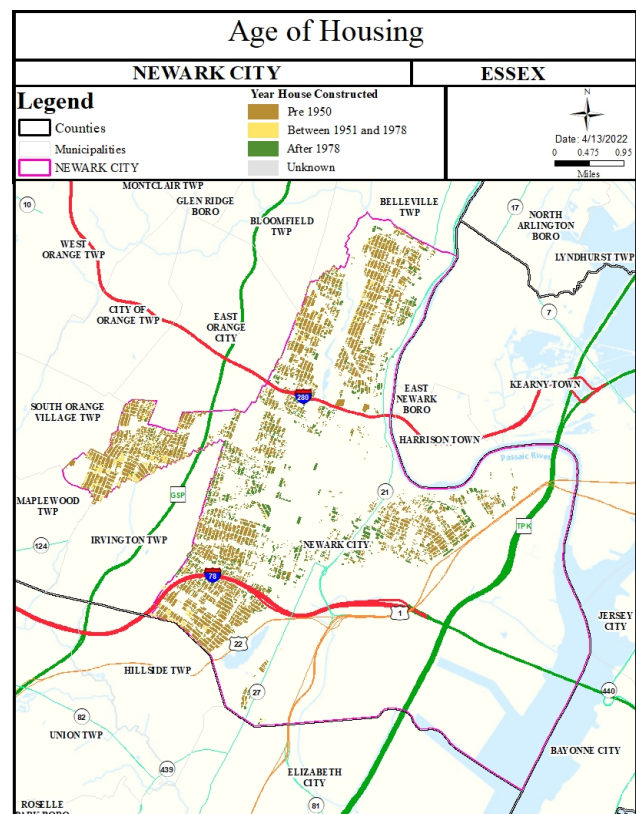 Age of Housing
NEWARK CITY
ESSEX
Legend
Counties
Municipalities
NEWARK CITY
Year House Constructed
Pre 1950
Between 1951 and 1978
After 1978
Unknown
N
Date: 4/13/2022
0 0.475 0.95
Miles
MONTCLAIR TWP
GLEN RIDGE
BORO
BELLEVILLE
TWP
17
10
BLOOMFIELD
TWP
NORTH
ARLINGTON
BORO
WEST
ORANGE TWP
LYNDHURST TWP
CITY OF
ORANGE TWP
7
EAST
ORANGE
CITY
280
EAST
NEWARK
BORO
KEARNY-TOWN
SOUTH ORANGE
VILLAGE TWP
HARRISON TOWN
Passaic River
MAPLEWOOD
TWP
GSP
21
TPK
IRVINGTON TWP
124
NEWARK CITY
78
1
JERSEY
CITY
22
HILLSIDE TWP
27
440
82
UNION TWP
BAYONNE CITY
439
ELIZABETH
CITY
81
ROSELLE
PARK BORO